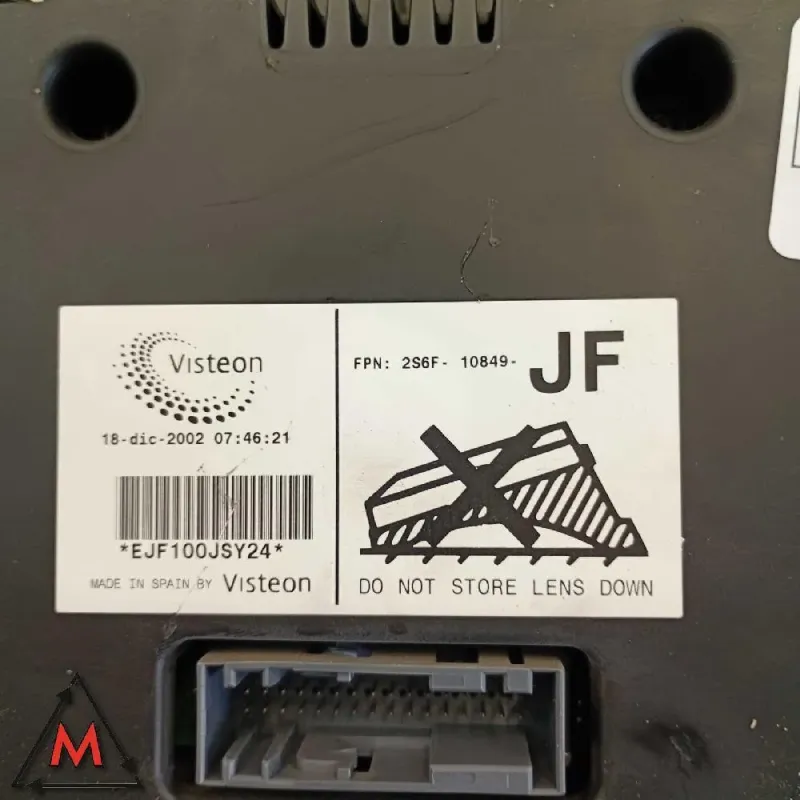 Visteon
18-dic-2002 07:46:21
*EJF100JSY24*
MADE IN SPAIN BY Visteon
FPN: 2S6F- 10849- JF
DO NOT STORE LENS DOWN
M